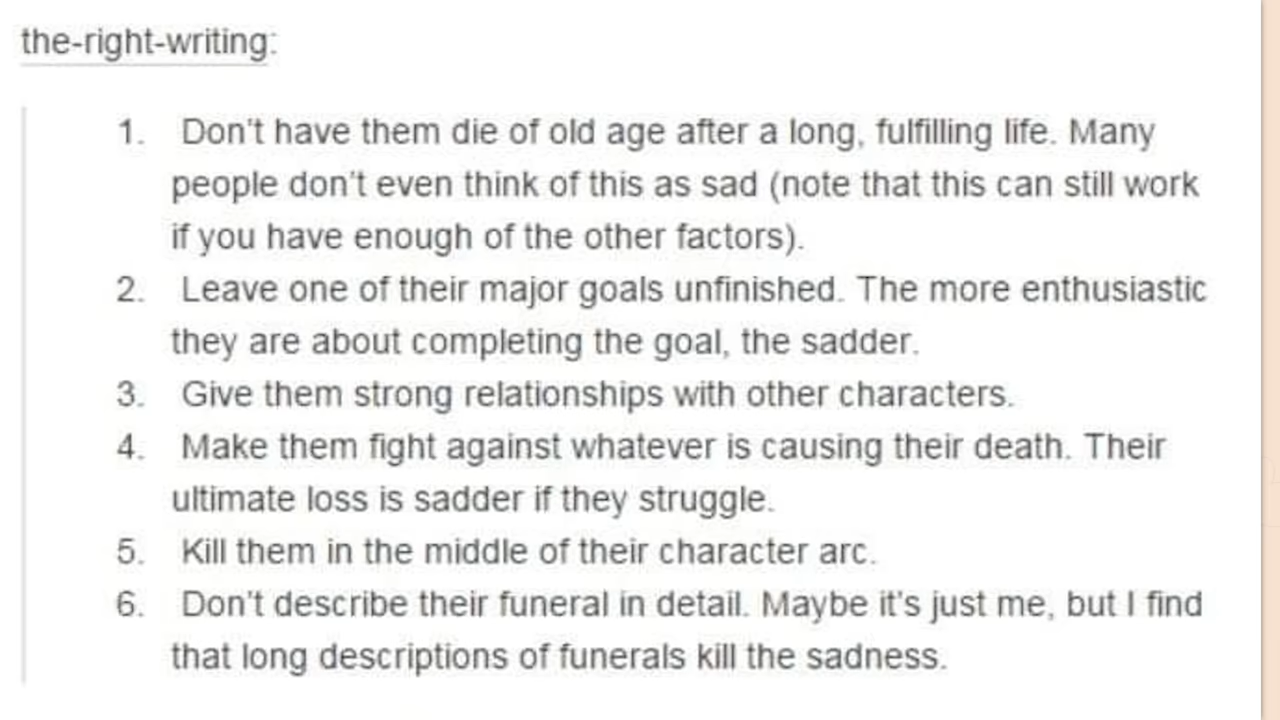 the-right-writing:
1. Don't have them die of old age after a long, fulfilling life. Many
people don't even think of this as sad (note that this can still work
if you have enough of the other factors).
2. Leave one of their major goals unfinished. The more enthusiastic
they are about completing the goal, the sadder.
3. Give them strong relationships with other characters.
4. Make them fight against whatever is causing their death. Their
ultimate loss is sadder if they struggle.
5. Kill them in the middle of their character arc.
6. Don't describe their funeral in detail. Maybe it's just me, but I find
that long descriptions of funerals kill the sadness.